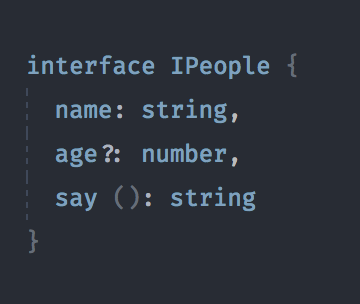 interface IPeople {
name: string,
age?: number,
say (): string
}